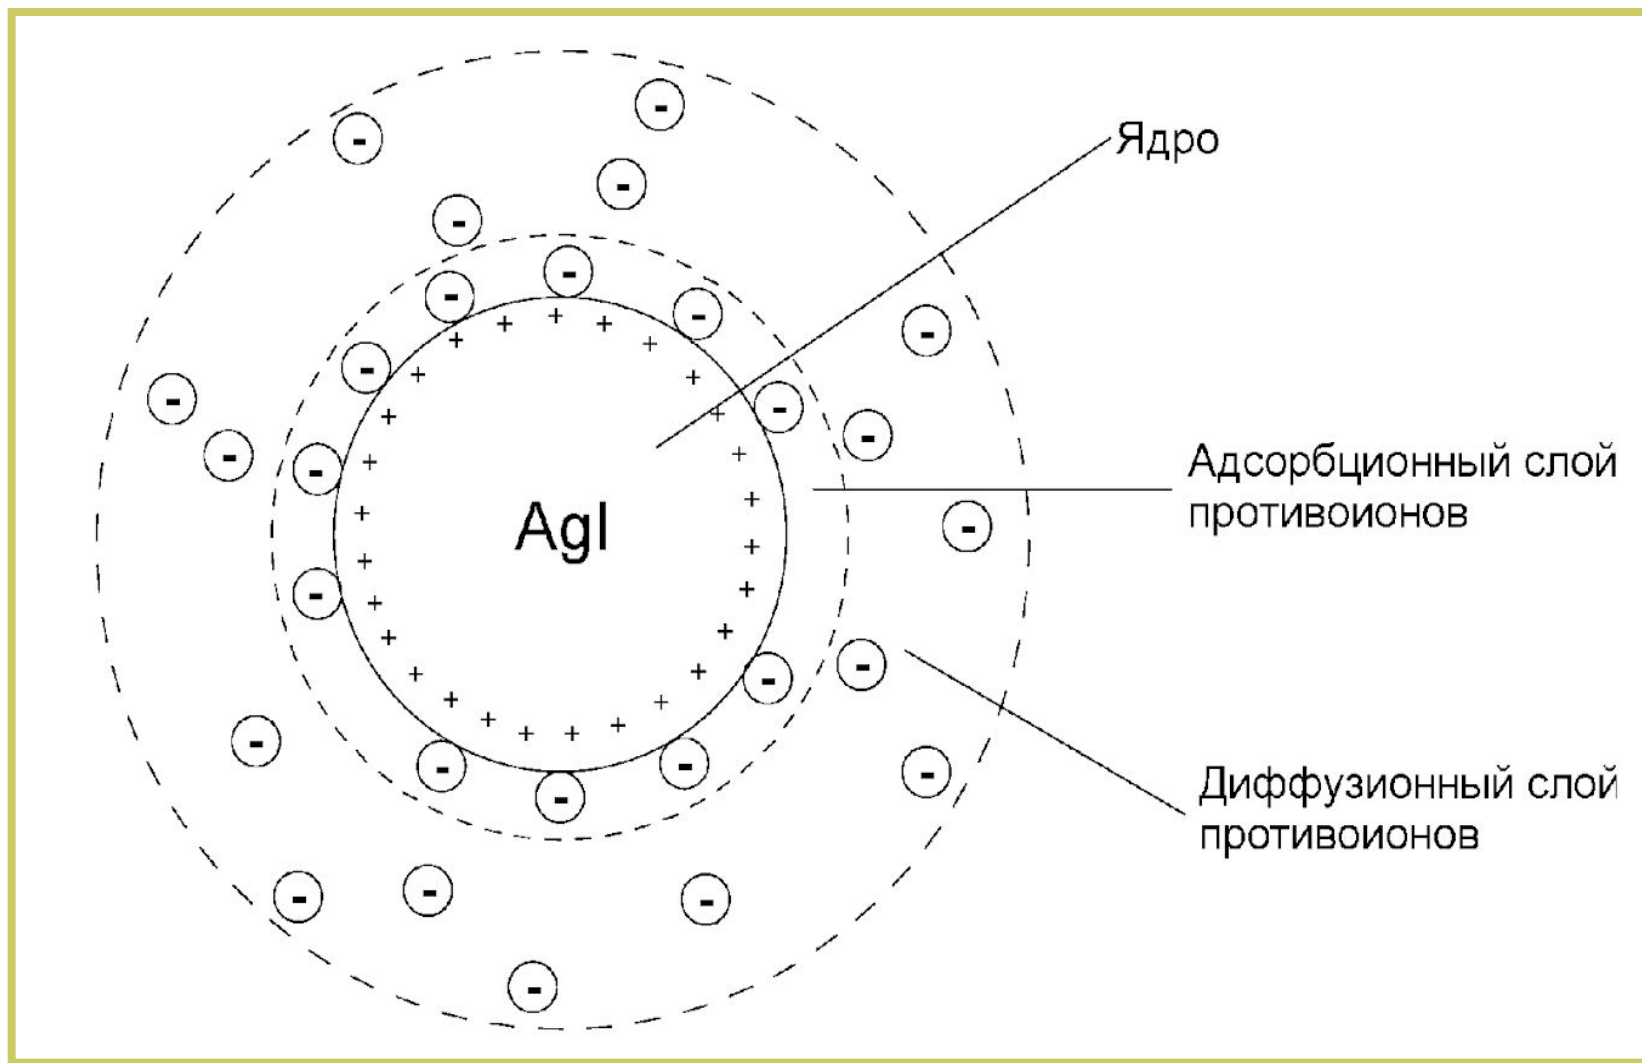 Ядро
AgI
Адсорбционный слой
противоионов
Диффузионный слой
противоионов